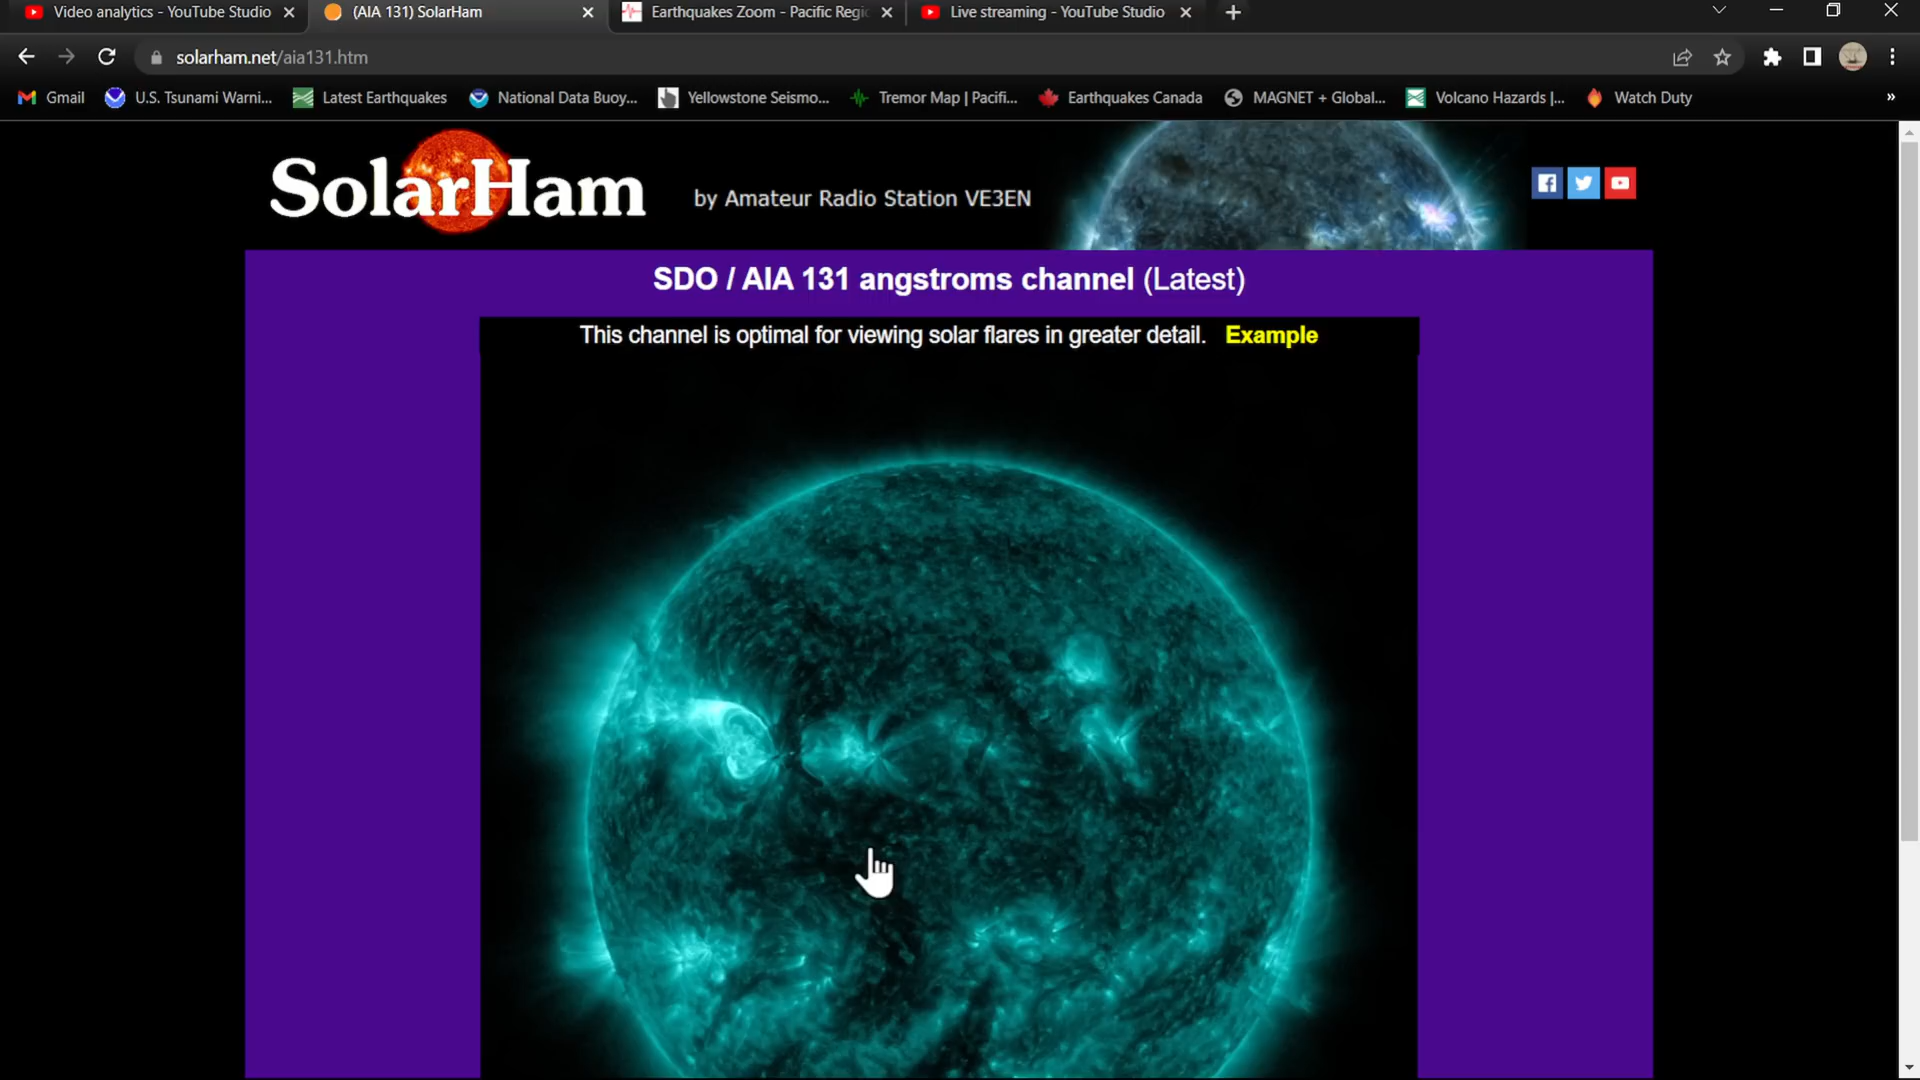 Video analytics - YouTube Studio
(AIA 131) SolarHam
Earthquakes Zoom - Pacific Regi
Live streaming - YouTube Studio
solarham.net/aia131.htm
Gmail
U.S. Tsunami Warni...
Latest Earthquakes
National Data Buoy...
Yellowstone Seismo...
Tremor Map | Pacifi...
Earthquakes Canada
MAGNET + Global...
Volcano Hazards |...
Watch Duty
»
SolarHam
by Amateur Radio Station VE3EN
SDO / AIA 131 angstroms channel (Latest)
This channel is optimal for viewing solar flares in greater detail. Example